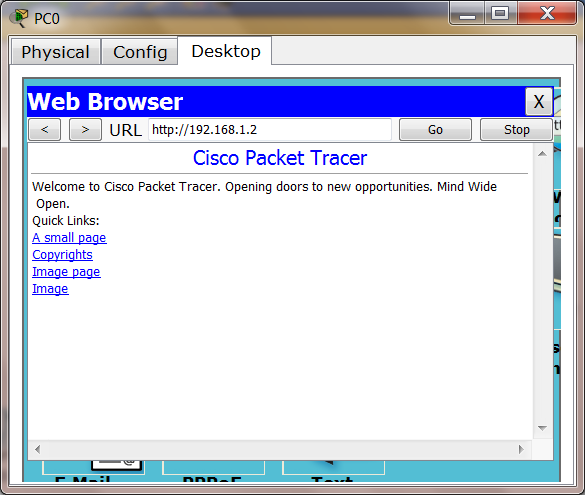 PC0
Physical Config Desktop
Web Browser X
< > URL http://192.168.1.2 Go Stop
Cisco Packet Tracer
Welcome to Cisco Packet Tracer. Opening doors to new opportunities. Mind Wide
Open.
Quick Links:
A small page
Copyrights
Image page
Image
E Mail PPPoE Text